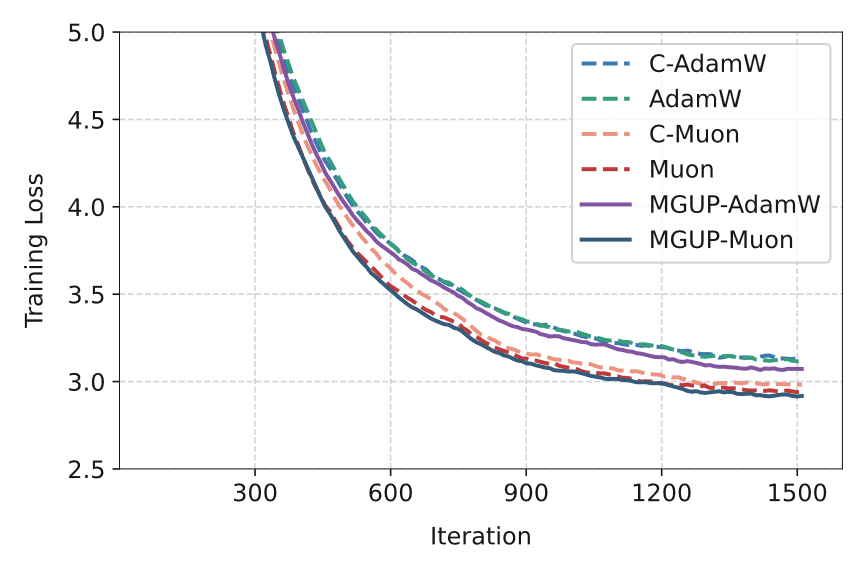 5.0
4.5
4.0
3.5
3.0
2.5
Training Loss
C-AdamW
AdamW
C-Muon
Muon
MGUP-AdamW
MGUP-Muon
300 600 900 1200 1500
Iteration